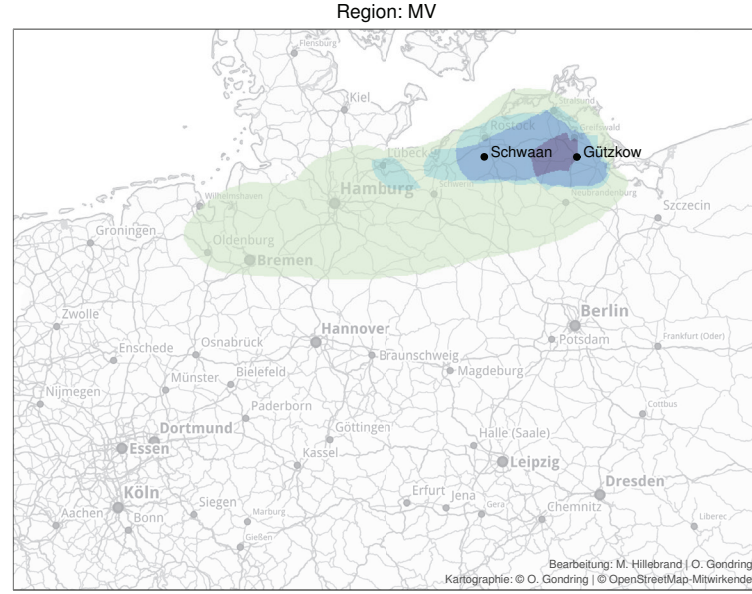 Region: MV
Flensburg
Kiel
Stralsund
Rostock
Greifswald
Schwaan
Gützkow
Lübeck
Hamburg
Schwerin
Neubrandenburg
Wilhelmshaven
Szczecin
Groningen
Oldenburg
Bremen
Zwolle
Berlin
Hannover
Potsdam
Frankfurt (Oder)
Enschede
Osnabrück
Braunschweig
Münster
Bielefeld
Magdeburg
Nijmegen
Paderborn
Cottbus
Dortmund
Göttingen
Essen
Kassel
Halle (Saale)
Leipzig
Köln
Dresden
Siegen
Erfurt
Jena
Gera
Chemnitz
Aachen
Bonn
Marburg
Liberec
Gießen
Bearbeitung: M. Hillebrand | O. Gondring
Kartographie: © O. Gondring | © OpenStreetMap-Mitwirkende